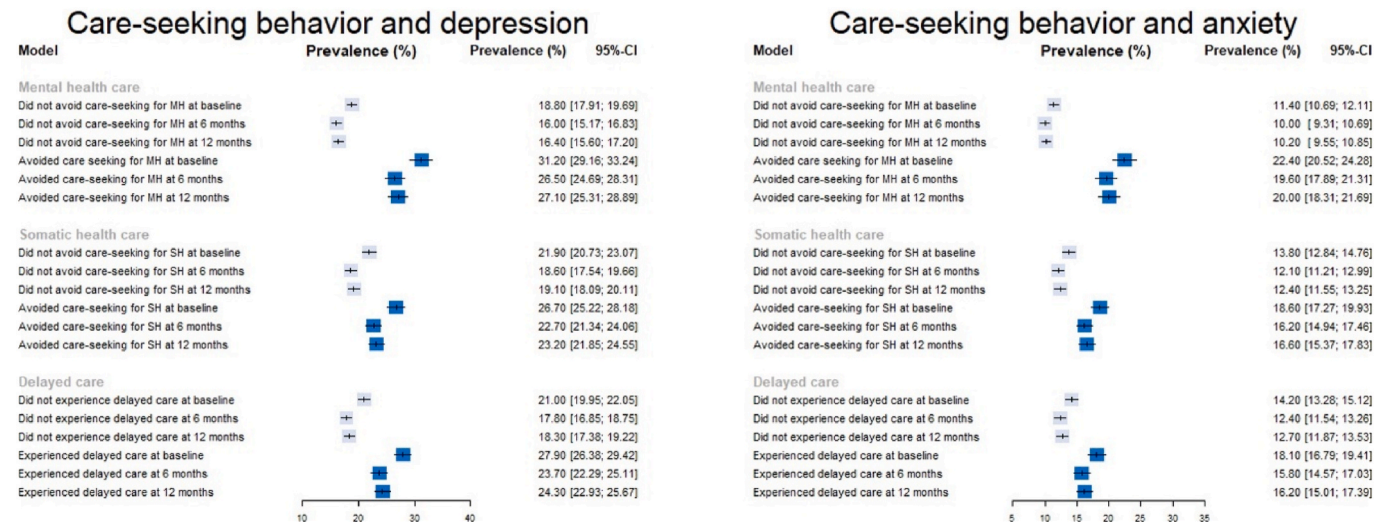 Care-seeking behavior and depression
Model Prevalence (%) Prevalence (%) 95%-CI
Mental health care
Did not avoid care-seeking for MH at baseline 18.80 [17.91; 19.69]
Did not avoid care-seeking for MH at 6 months 16.00 [15.17; 16.83]
Did not avoid care-seeking for MH at 12 months 16.40 [15.60; 17.20]
Avoided care seeking for MH at baseline 31.20 [29.16; 33.24]
Avoided care-seeking for MH at 6 months 26.50 [24.69; 28.31]
Avoided care-seeking for MH at 12 months 27.10 [25.31; 28.89]
Somatic health care
Did not avoid care-seeking for SH at baseline 21.90 [20.73; 23.07]
Did not avoid care-seeking for SH at 6 months 18.60 [17.54; 19.66]
Did not avoid care-seeking for SH at 12 months 19.10 [18.09; 20.11]
Avoided care-seeking for SH at baseline 26.70 [25.22; 28.18]
Avoided care-seeking for SH at 6 months 22.70 [21.34; 24.06]
Avoided care-seeking for SH at 12 months 23.20 [21.85; 24.55]
Delayed care
Did not experience delayed care at baseline 21.00 [19.95; 22.05]
Did not experience delayed care at 6 months 17.80 [16.85; 18.75]
Did not experience delayed care at 12 months 18.30 [17.38; 19.22]
Experienced delayed care at baseline 27.90 [26.38; 29.42]
Experienced delayed care at 6 months 23.70 [22.29; 25.11]
Experienced delayed care at 12 months 24.30 [22.93; 25.67]
10 20 30 40
Care-seeking behavior and anxiety
Model Prevalence (%) Prevalence (%) 95%-CI
Mental health care
Did not avoid care-seeking for MH at baseline 11.40 [10.69; 12.11]
Did not avoid care-seeking for MH at 6 months 10.00 [ 9.31; 10.69]
Did not avoid care-seeking for MH at 12 months 10.20 [ 9.55; 10.85]
Avoided care seeking for MH at baseline 22.40 [20.52; 24.28]
Avoided care-seeking for MH at 6 months 19.60 [17.89; 21.31]
Avoided care-seeking for MH at 12 months 20.00 [18.31; 21.69]
Somatic health care
Did not avoid care-seeking for SH at baseline 13.80 [12.84; 14.76]
Did not avoid care-seeking for SH at 6 months 12.10 [11.21; 12.99]
Did not avoid care-seeking for SH at 12 months 12.40 [11.55; 13.25]
Avoided care-seeking for SH at baseline 18.60 [17.27; 19.93]
Avoided care-seeking for SH at 6 months 16.20 [14.94; 17.46]
Avoided care-seeking for SH at 12 months 16.60 [15.37; 17.83]
Delayed care
Did not experience delayed care at baseline 14.20 [13.28; 15.12]
Did not experience delayed care at 6 months 12.40 [11.54; 13.26]
Did not experience delayed care at 12 months 12.70 [11.87; 13.53]
Experienced delayed care at baseline 18.10 [16.79; 19.41]
Experienced delayed care at 6 months 15.80 [14.57; 17.03]
Experienced delayed care at 12 months 16.20 [15.01; 17.39]
5 10 15 20 25 30 35